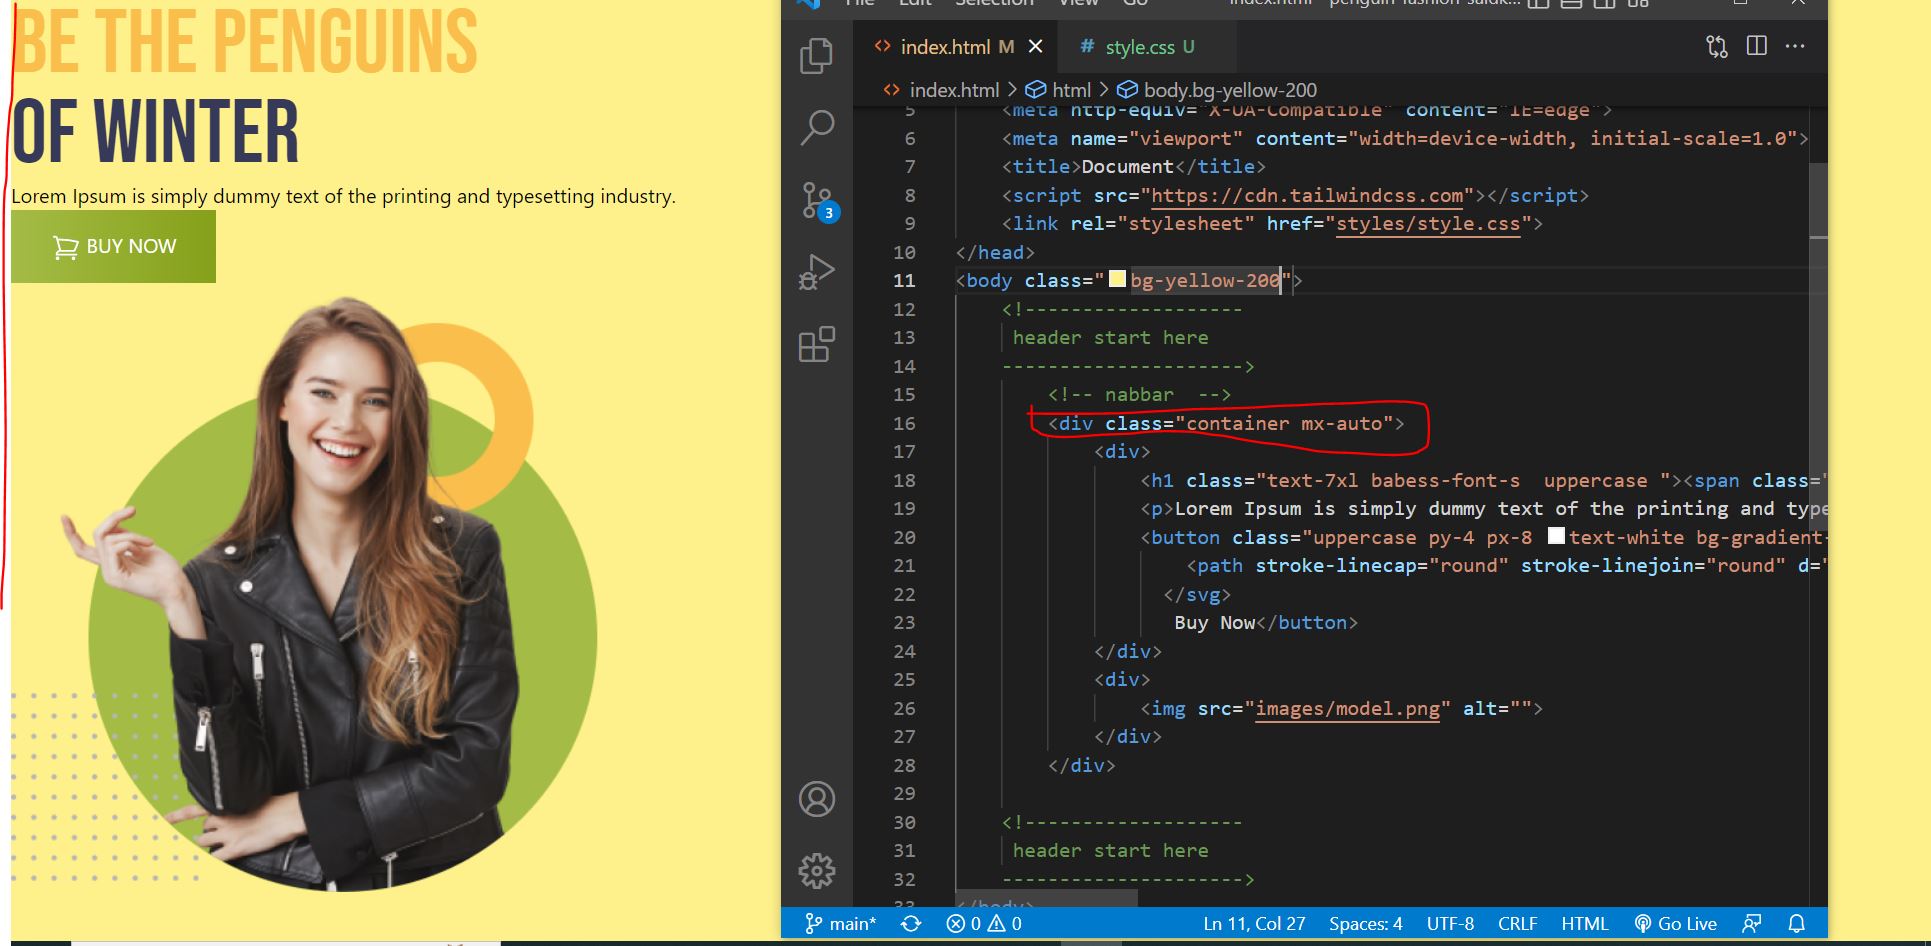 BE THE PENGUINS
OF WINTER
Lorem Ipsum is simply dummy text of the printing and typesetting industry.
BUY NOW
File Edit Selection View Go index.html - penguin-fashion-saidk...
index.html M
# style.css U
index.html > html > body.bg-yellow-200
3
5 <meta http-equiv="X-UA-Compatible" content="IE=edge">
6 <meta name="viewport" content="width=device-width, initial-scale=1.0">
7 <title>Document</title>
8 <script src="https://cdn.tailwindcss.com"></script>
9 <link rel="stylesheet" href="styles/style.css">
10 </head>
11 <body class="bg-yellow-200">
12 <!-------------------
13 header start here
14 --------------------->
15 <!-- nabbar  -->
16 <div class="container mx-auto">
17 <div>
18 <h1 class="text-7xl babess-font-s  uppercase "><span class="
19 <p>Lorem Ipsum is simply dummy text of the printing and type
20 <button class="uppercase py-4 px-8 text-white bg-gradient-
21 <path stroke-linecap="round" stroke-linejoin="round" d="
22 </svg>
23 Buy Now</button>
24 </div>
25 <div>
26 <img src="images/model.png" alt="">
27 </div>
28 </div>
29
30 <!-------------------
31 header start here
32 --------------------->
33 </body>
main* 0 0 Ln 11, Col 27 Spaces: 4 UTF-8 CRLF HTML Go Live